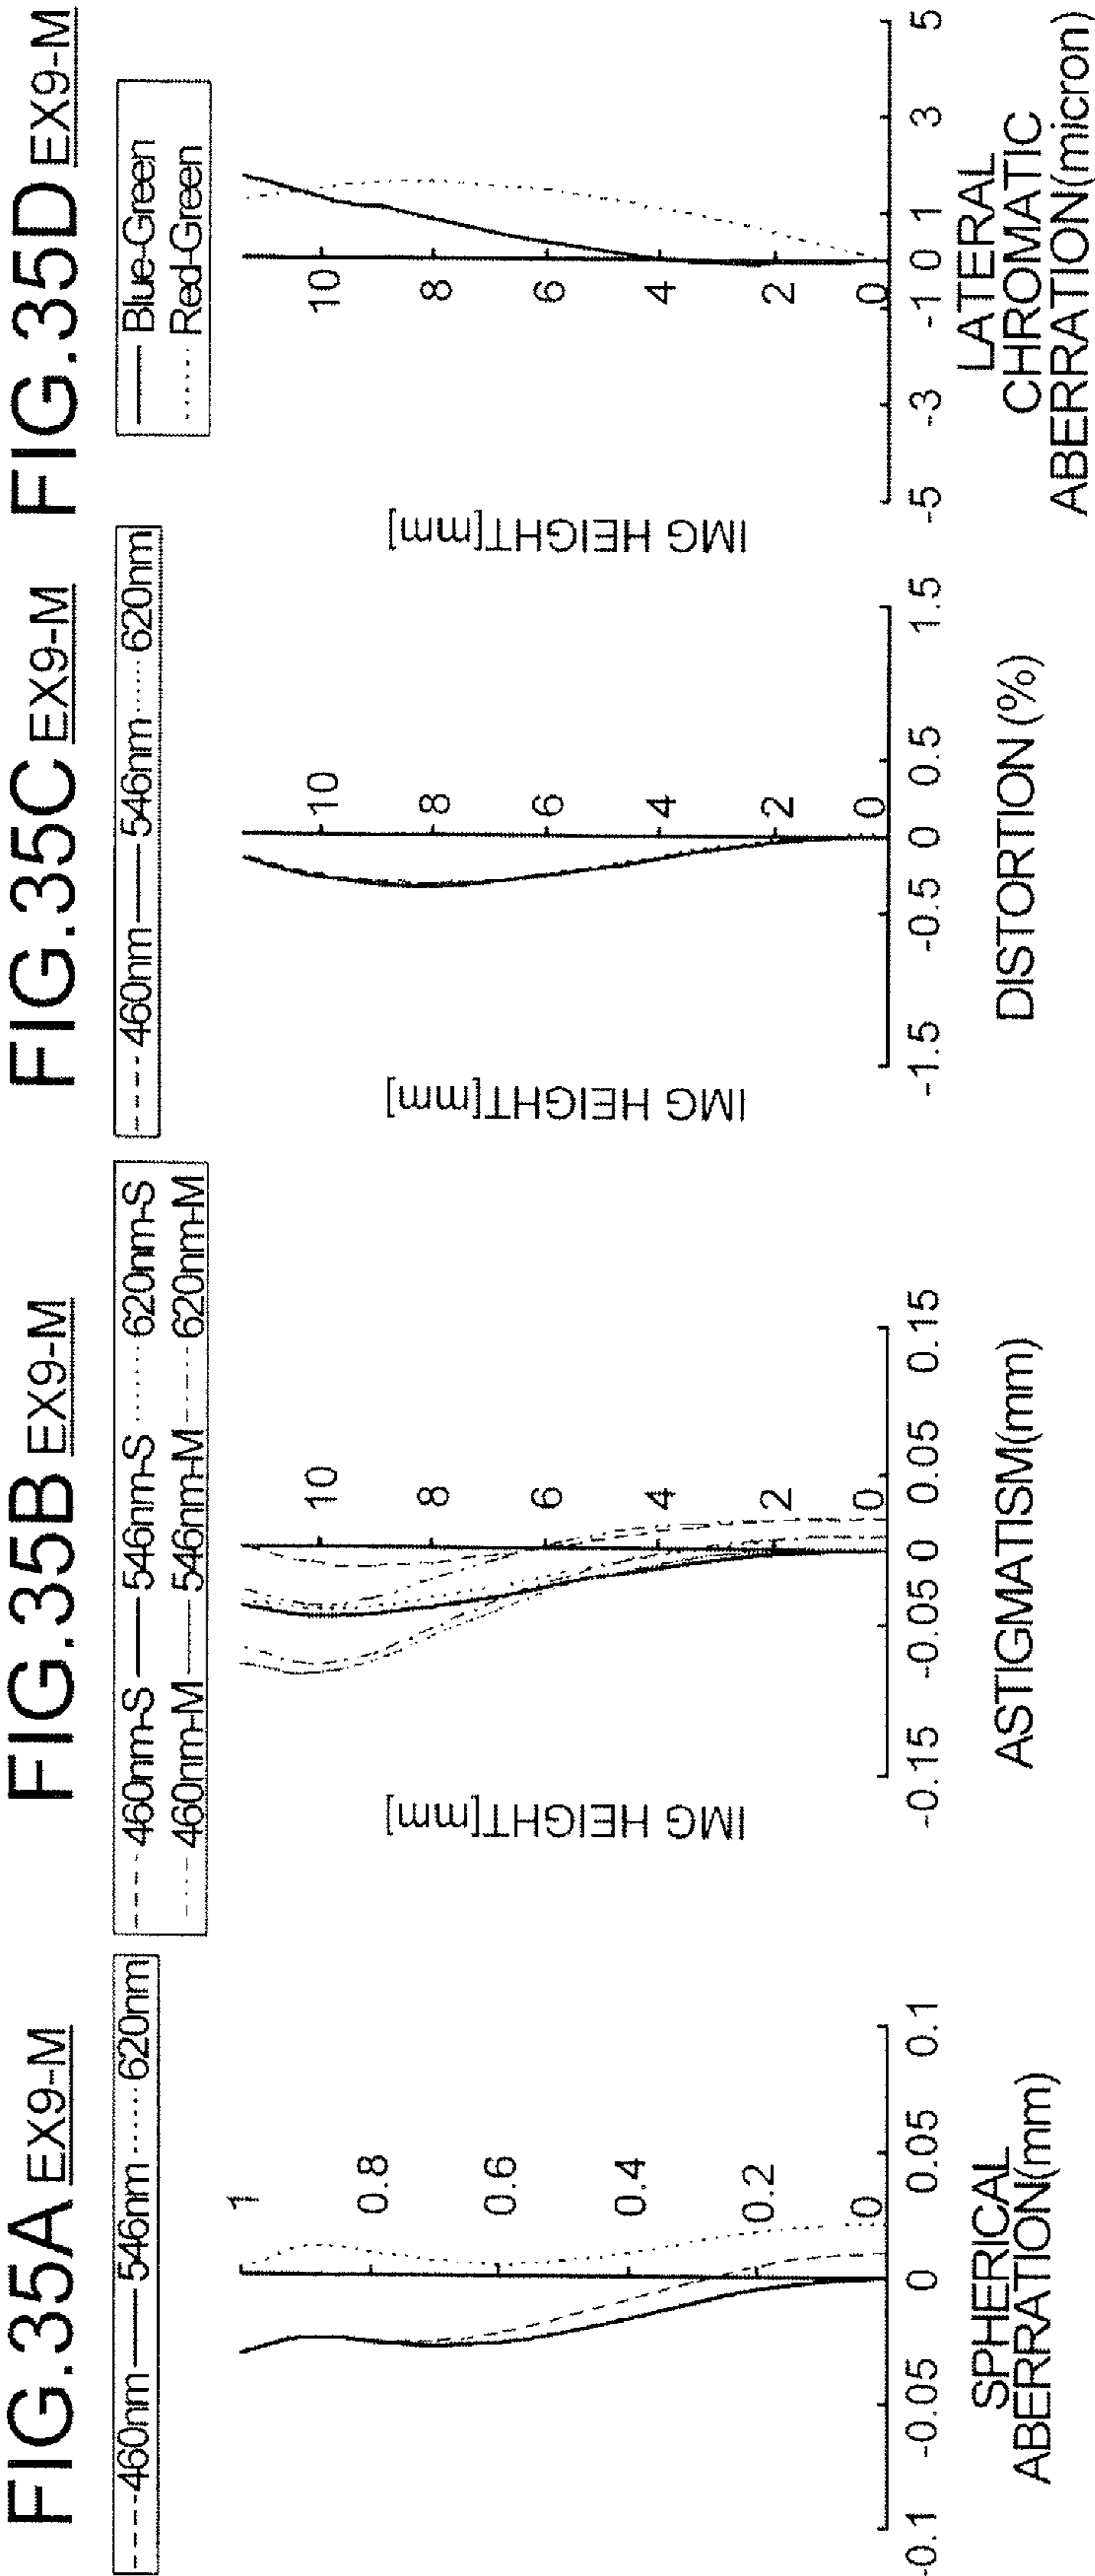 FIG.35A EX9-M
460nm 546nm 620nm
1
0.8
0.6
0.4
0.2
0
-0.1 -0.05 0 0.05 0.1
SPHERICAL
ABERRATION(mm)
FIG.35B EX9-M
460nm-S 546nm-S 620nm-S
460nm-M 546nm-M 620nm-M
IMG HEIGHT[mm]
10
8
6
4
2
0
-0.15 -0.05 0 0.05 0.15
ASTIGMATISM(mm)
FIG.35C EX9-M
460nm 546nm 620nm
IMG HEIGHT[mm]
10
8
6
4
2
0
-1.5 -0.5 0 0.5 1.5
DISTORTION (%)
FIG.35D EX9-M
Blue-Green
Red-Green
IMG HEIGHT[mm]
10
8
6
4
2
0
-5 -3 -1 0 1 3 5
LATERAL
CHROMATIC
ABERRATION(micron)